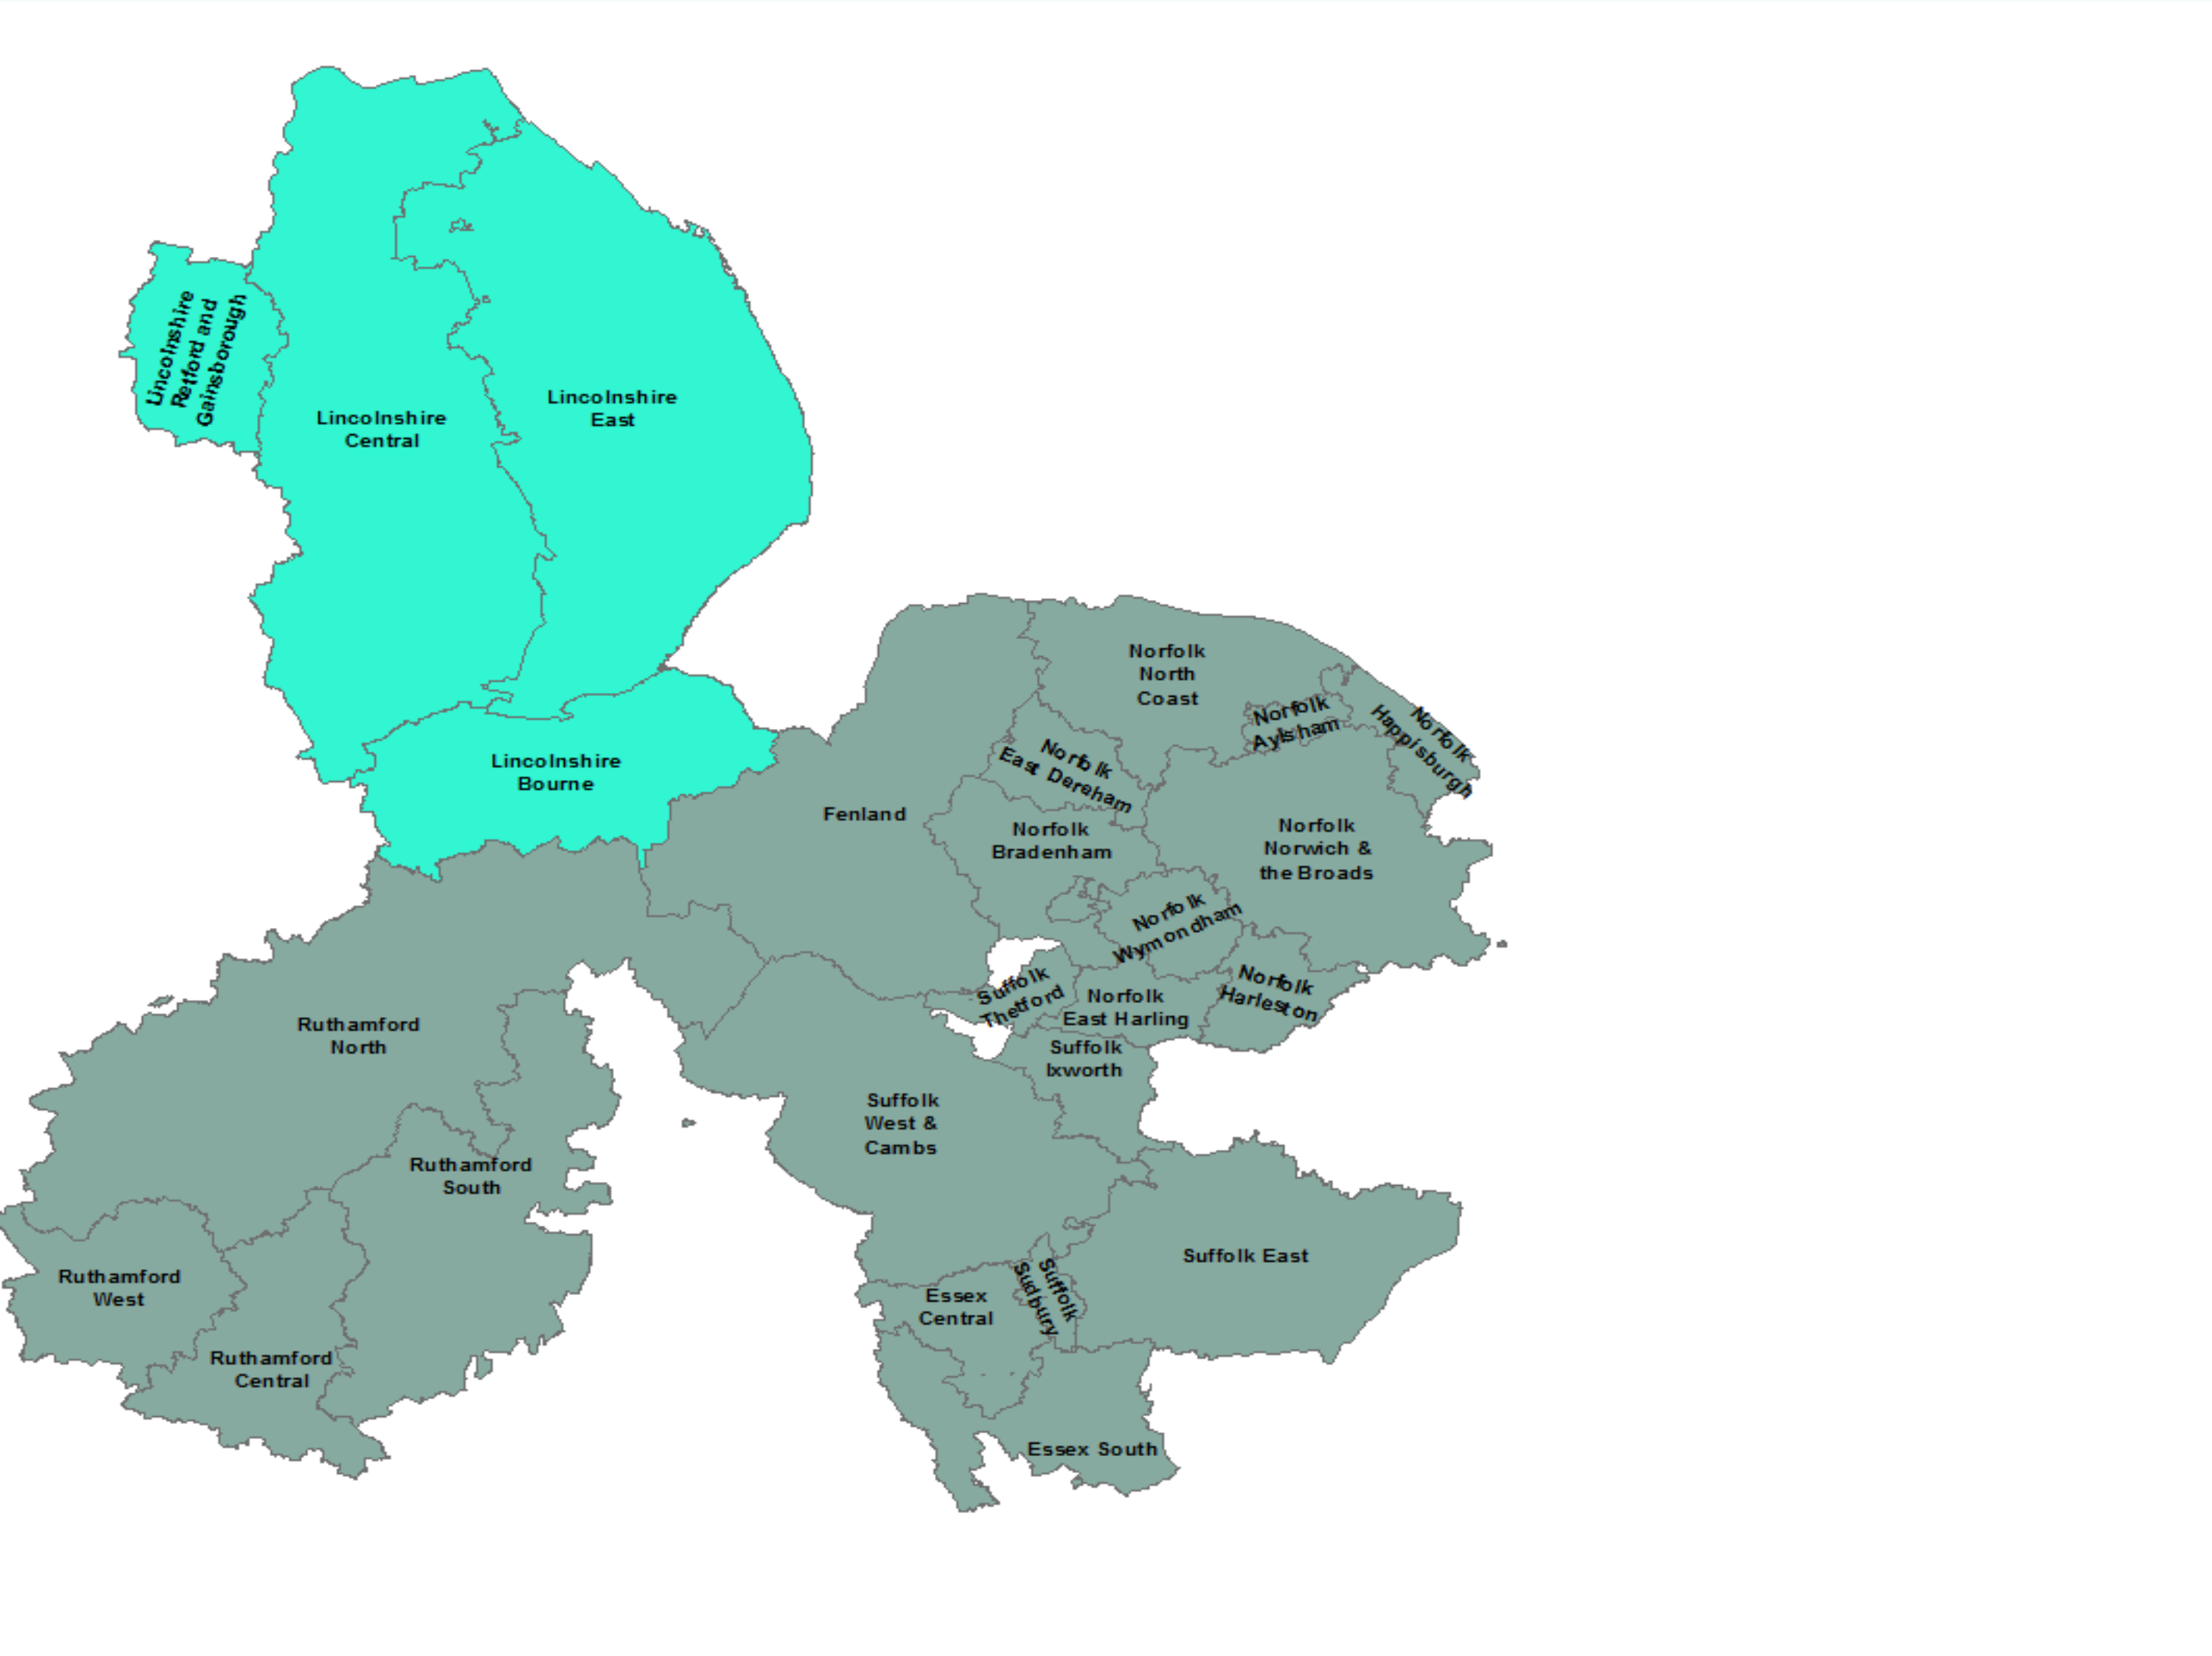 Lincolnshire
Retford and
Gainsborough
Lincolnshire
Central
Lincolnshire
East
Lincolnshire
Bourne
Fenland
Norfolk
North
Coast
Norfolk
Aylsham
Norfolk
Happisburgh
Norfolk
East Dereham
Norfolk
Bradenham
Norfolk
Norwich &
the Broads
Norfolk
Wymondham
Norfolk
Harleston
Suffolk
Thetford
Norfolk
East Harling
Suffolk
Ixworth
Ruthamford
North
Suffolk
West &
Cambs
Ruthamford
South
Suffolk East
Ruthamford
West
Suffolk
Sudbury
Essex
Central
Ruthamford
Central
Essex South